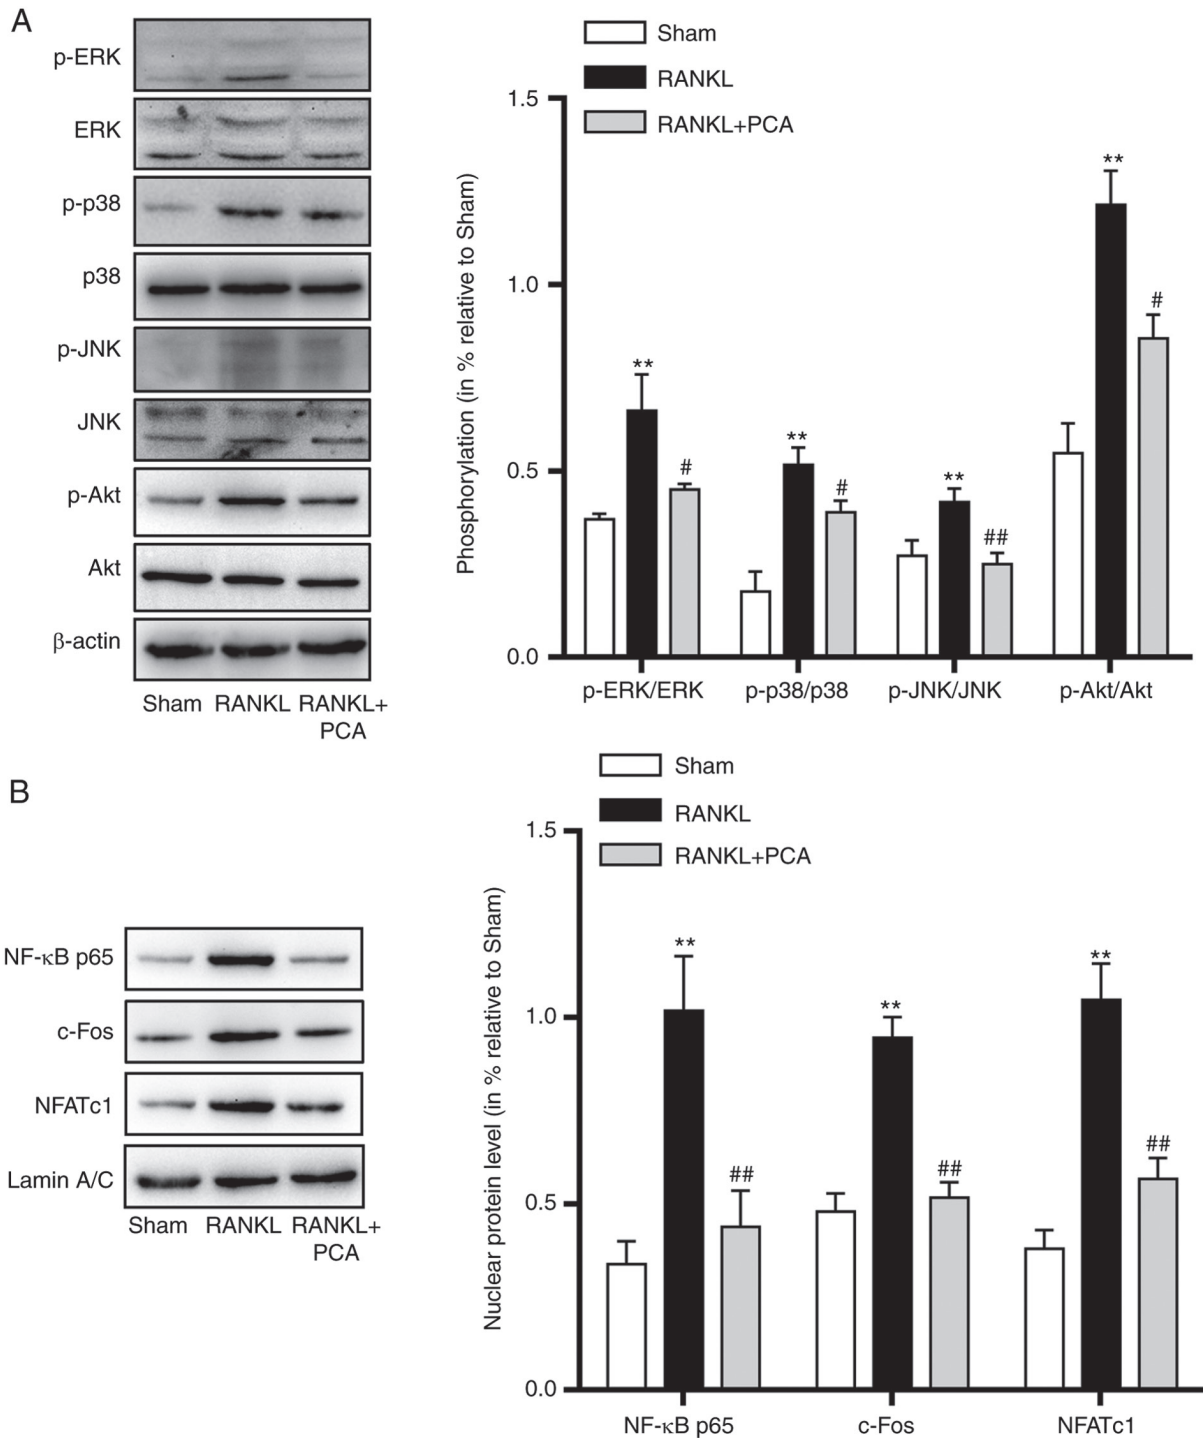 A
p-ERK
ERK
p-p38
p38
p-JNK
JNK
p-Akt
Akt
β-actin
Sham RANKL RANKL+
PCA
Sham
RANKL
RANKL+PCA
Phosphorylation (in % relative to Sham)
1.5
1.0
0.5
0.0
** # ** # ** ## ** #
p-ERK/ERK p-p38/p38 p-JNK/JNK p-Akt/Akt
B
NF-κB p65
c-Fos
NFATc1
Lamin A/C
Sham RANKL RANKL+
PCA
Sham
RANKL
RANKL+PCA
Nuclear protein level (in % relative to Sham)
1.5
1.0
0.5
0.0
** ## ** ## ** ##
NF-κB p65 c-Fos NFATc1